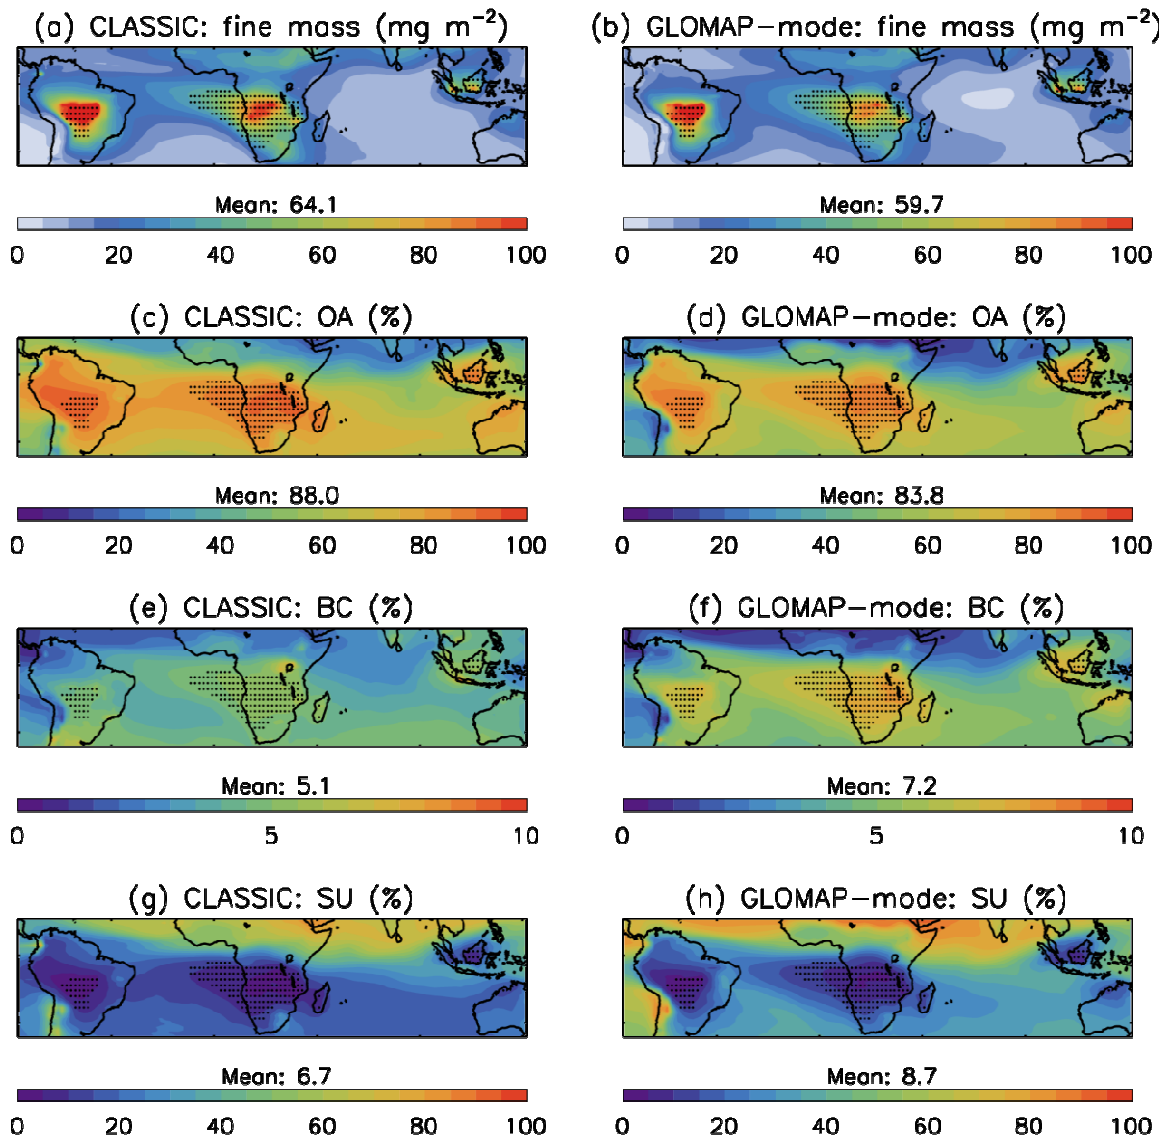 (a) CLASSIC: fine mass (mg m−2)
(b) GLOMAP−mode: fine mass (mg m−2)
Mean: 64.1
Mean: 59.7
0 20 40 60 80 100
0 20 40 60 80 100
(c) CLASSIC: OA (%)
(d) GLOMAP−mode: OA (%)
Mean: 88.0
Mean: 83.8
0 20 40 60 80 100
0 20 40 60 80 100
(e) CLASSIC: BC (%)
(f) GLOMAP−mode: BC (%)
Mean: 5.1
Mean: 7.2
0 5 10
0 5 10
(g) CLASSIC: SU (%)
(h) GLOMAP−mode: SU (%)
Mean: 6.7
Mean: 8.7
0 20 40 60 80 100
0 20 40 60 80 100